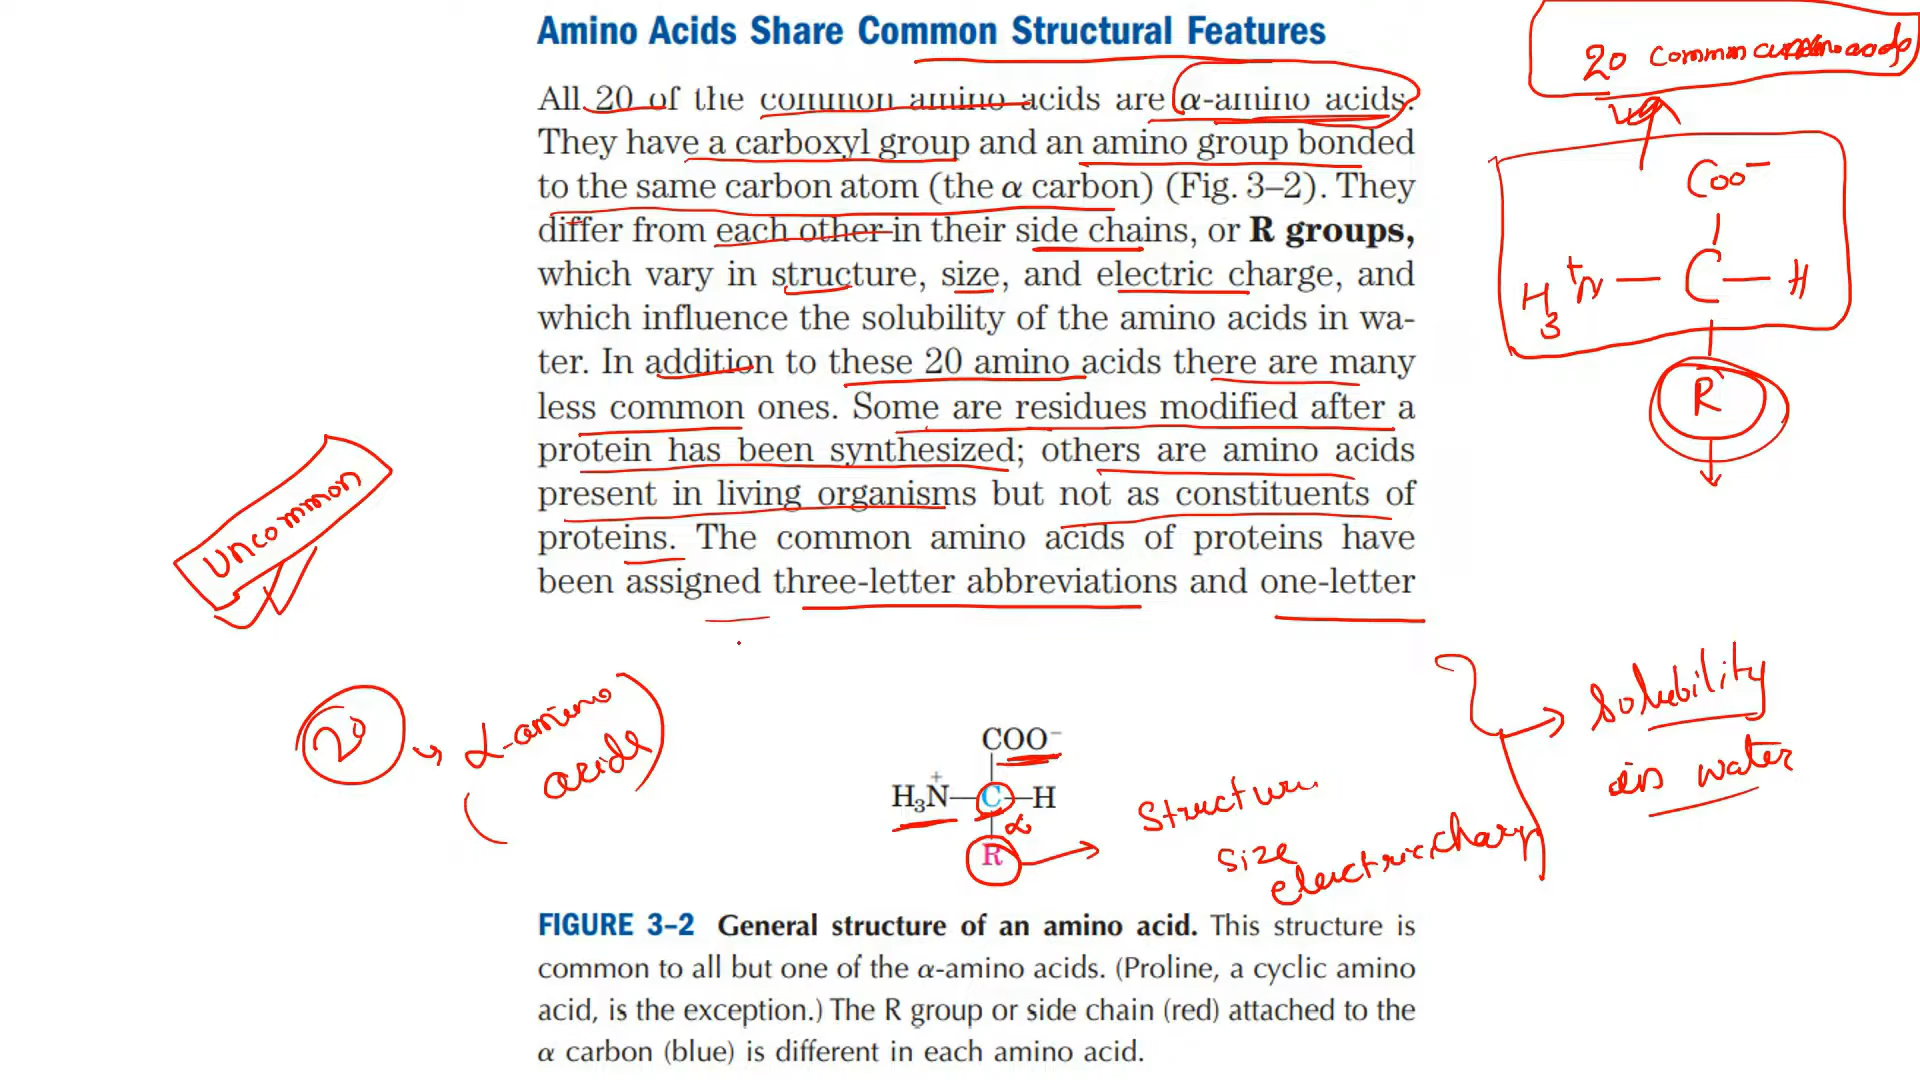 Amino Acids Share Common Structural Features
All 20 of the common amino acids are α-amino acids.
They have a carboxyl group and an amino group bonded
to the same carbon atom (the α carbon) (Fig. 3–2). They
differ from each other in their side chains, or R groups,
which vary in structure, size, and electric charge, and
which influence the solubility of the amino acids in wa-
ter. In addition to these 20 amino acids there are many
less common ones. Some are residues modified after a
protein has been synthesized; others are amino acids
present in living organisms but not as constituents of
proteins. The common amino acids of proteins have
been assigned three-letter abbreviations and one-letter
20 common
COO⁻
H₃⁺N—C—H
R
Uncommon
20 → α-amino
acids
COO⁻
H₃N⁺—C—H
α
R
Structure
Size
electric
Solubility
in water
FIGURE 3–2 General structure of an amino acid. This structure is
common to all but one of the α-amino acids. (Proline, a cyclic amino
acid, is the exception.) The R group or side chain (red) attached to the
α carbon (blue) is different in each amino acid.